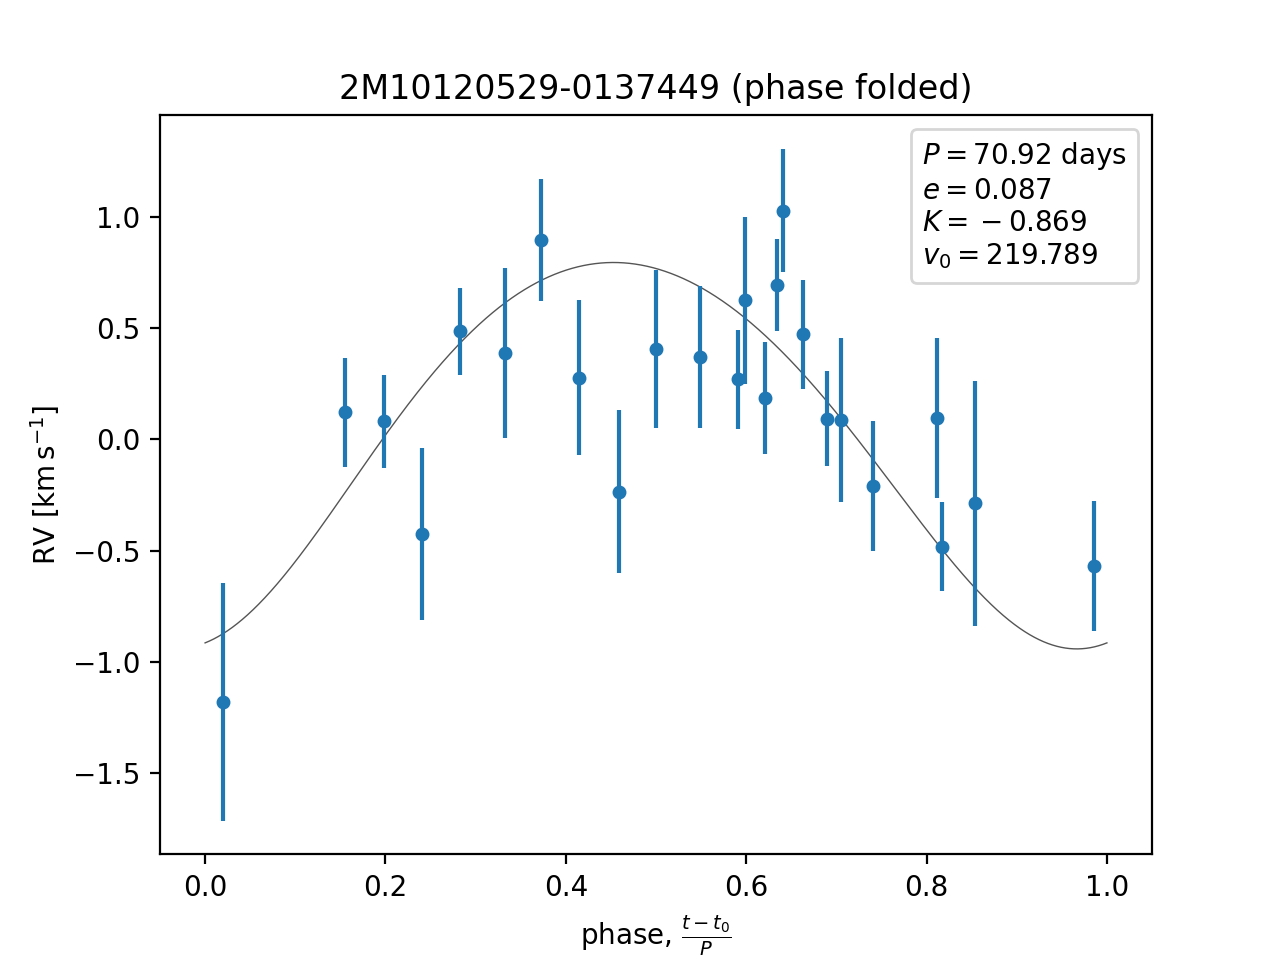 2M10120529-0137449 (phase folded)
P = 70.92 days
e = 0.087
K = −0.869
v₀ = 219.789
RV [km s⁻¹]
1.0
0.5
0.0
−0.5
−1.0
−1.5
0.0 0.2 0.4 0.6 0.8 1.0
phase, (t − t₀)/P